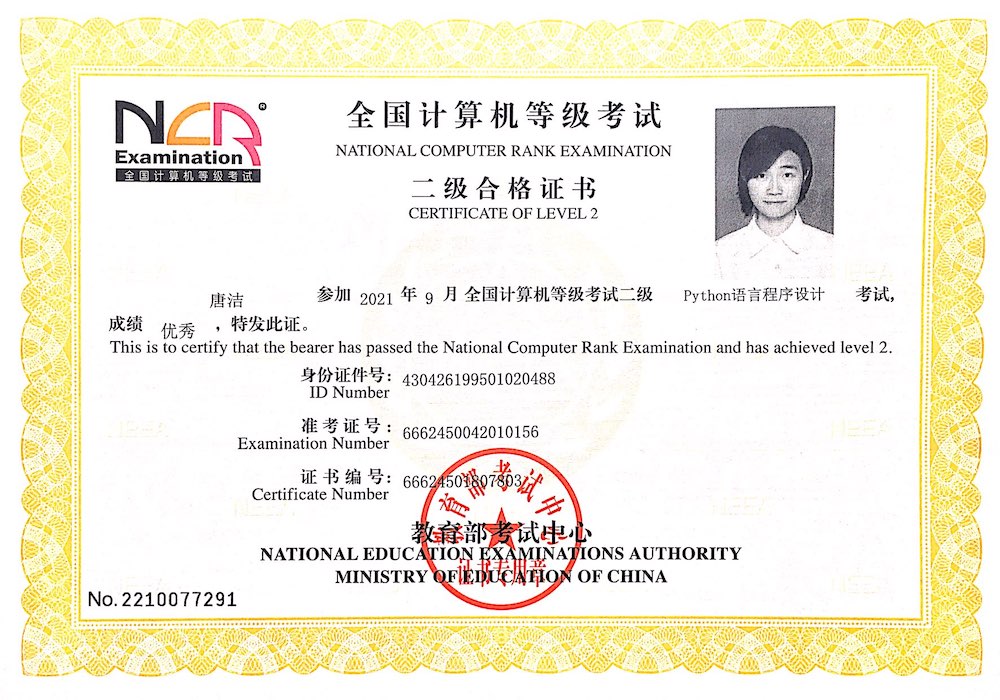 NCR®
Examination
全国计算机等级考试
全国计算机等级考试
NATIONAL COMPUTER RANK EXAMINATION
二级合格证书
CERTIFICATE OF LEVEL 2
唐洁 参加 2021 年 9 月 全国计算机等级考试二级 Python语言程序设计 考试,
成绩 优秀 ，特发此证。
This is to certify that the bearer has passed the National Computer Rank Examination and has achieved level 2.
身份证件号: 430426199501020488
ID Number
准考证号: 6662450042010156
Examination Number
证书编号: 66624501807803
Certificate Number
教育部考试中心
教育部考试中心
NATIONAL EDUCATION EXAMINATIONS AUTHORITY
证书专用章
MINISTRY OF EDUCATION OF CHINA
No. 2210077291